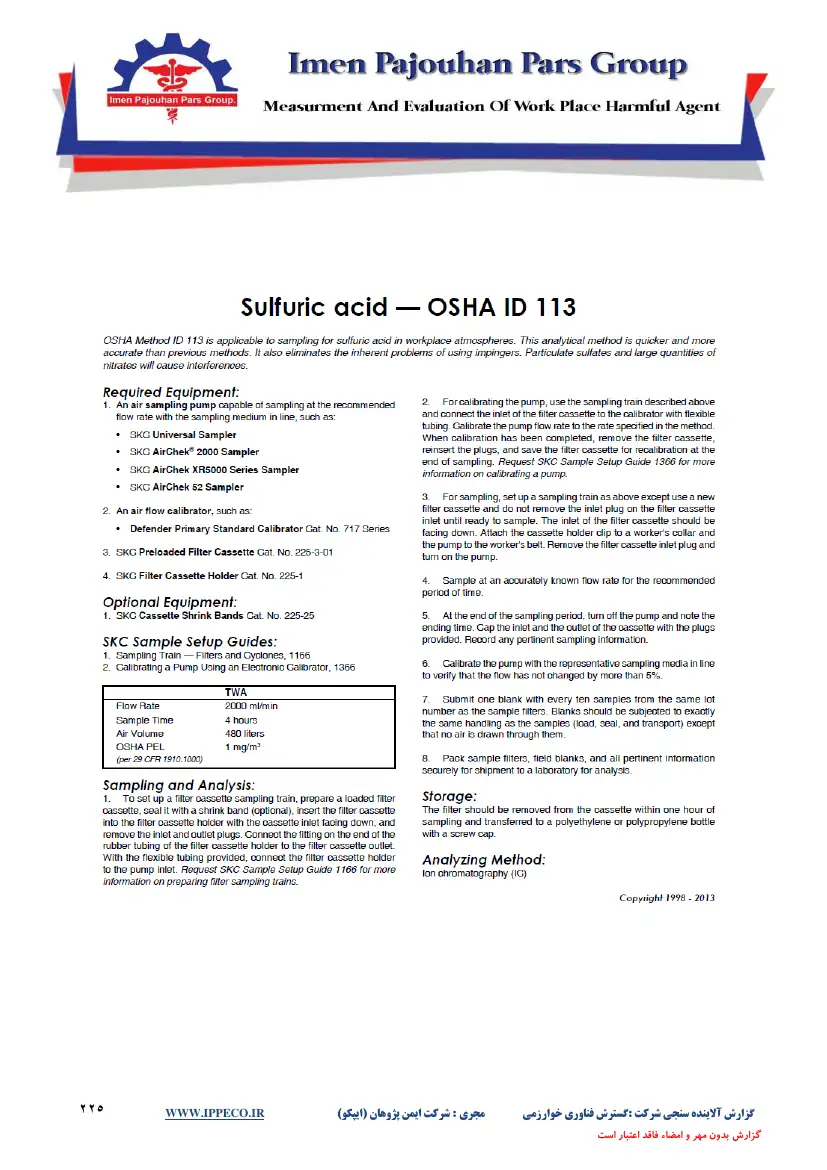 Imen Pajouhan Pars Group
Imen Pajouhan Pars Group.
Measurment And Evaluation Of Work Place Harmful Agent
Sulfuric acid — OSHA ID 113
OSHA Method ID 113 is applicable to sampling for sulfuric acid in workplace atmospheres. This analytical method is quicker and more
accurate than previous methods. It also eliminates the inherent problems of using impingers. Particulate sulfates and large quantities of
nitrates will cause interferences.
Required Equipment:
1. An air sampling pump capable of sampling at the recommended
flow rate with the sampling medium in line, such as:
• SKC Universal Sampler
• SKC AirChek® 2000 Sampler
• SKC AirChek XR5000 Series Sampler
• SKC AirChek 52 Sampler
2. An air flow calibrator, such as:
• Defender Primary Standard Calibrator Cat. No. 717 Series
3. SKC Preloaded Filter Cassette Cat. No. 225-3-01
4. SKC Filter Cassette Holder Cat. No. 225-1
Optional Equipment:
1. SKC Cassette Shrink Bands Cat. No. 225-25
SKC Sample Setup Guides:
1. Sampling Train — Filters and Cyclones, 1166
2. Calibrating a Pump Using an Electronic Calibrator, 1366
TWA
Flow Rate 2000 ml/min
Sample Time 4 hours
Air Volume 480 liters
OSHA PEL 1 mg/m³
(per 29 CFR 1910.1000)
Sampling and Analysis:
1. To set up a filter cassette sampling train, prepare a loaded filter
cassette, seal it with a shrink band (optional), insert the filter cassette
into the filter cassette holder with the cassette inlet facing down, and
remove the inlet and outlet plugs. Connect the fitting on the end of the
rubber tubing of the filter cassette holder to the filter cassette outlet.
With the flexible tubing provided, connect the filter cassette holder
to the pump inlet. Request SKC Sample Setup Guide 1166 for more
information on preparing filter sampling trains.
2. For calibrating the pump, use the sampling train described above
and connect the inlet of the filter cassette to the calibrator with flexible
tubing. Calibrate the pump flow rate to the rate specified in the method.
When calibration has been completed, remove the filter cassette,
reinsert the plugs, and save the filter cassette for recalibration at the
end of sampling. Request SKC Sample Setup Guide 1366 for more
information on calibrating a pump.
3. For sampling, set up a sampling train as above except use a new
filter cassette and do not remove the inlet plug on the filter cassette
inlet until ready to sample. The inlet of the filter cassette should be
facing down. Attach the cassette holder clip to a worker's collar and
the pump to the worker's belt. Remove the filter cassette inlet plug and
turn on the pump.
4. Sample at an accurately known flow rate for the recommended
period of time.
5. At the end of the sampling period, turn off the pump and note the
ending time. Cap the inlet and the outlet of the cassette with the plugs
provided. Record any pertinent sampling information.
6. Calibrate the pump with the representative sampling media in line
to verify that the flow has not changed by more than 5%.
7. Submit one blank with every ten samples from the same lot
number as the sample filters. Blanks should be subjected to exactly
the same handling as the samples (load, seal, and transport) except
that no air is drawn through them.
8. Pack sample filters, field blanks, and all pertinent information
securely for shipment to a laboratory for analysis.
Storage:
The filter should be removed from the cassette within one hour of
sampling and transferred to a polyethylene or polypropylene bottle
with a screw cap.
Analyzing Method:
Ion chromatography (IC)
Copyright 1998 - 2013
گزارش آلاینده سنجی شرکت :گسترش فناوری خوارزمی مجری : شرکت ایمن پژوهان (ایپکو) WWW.IPPECO.IR ۲۲۵
گزارش بدون مهر و امضاء فاقد اعتبار است